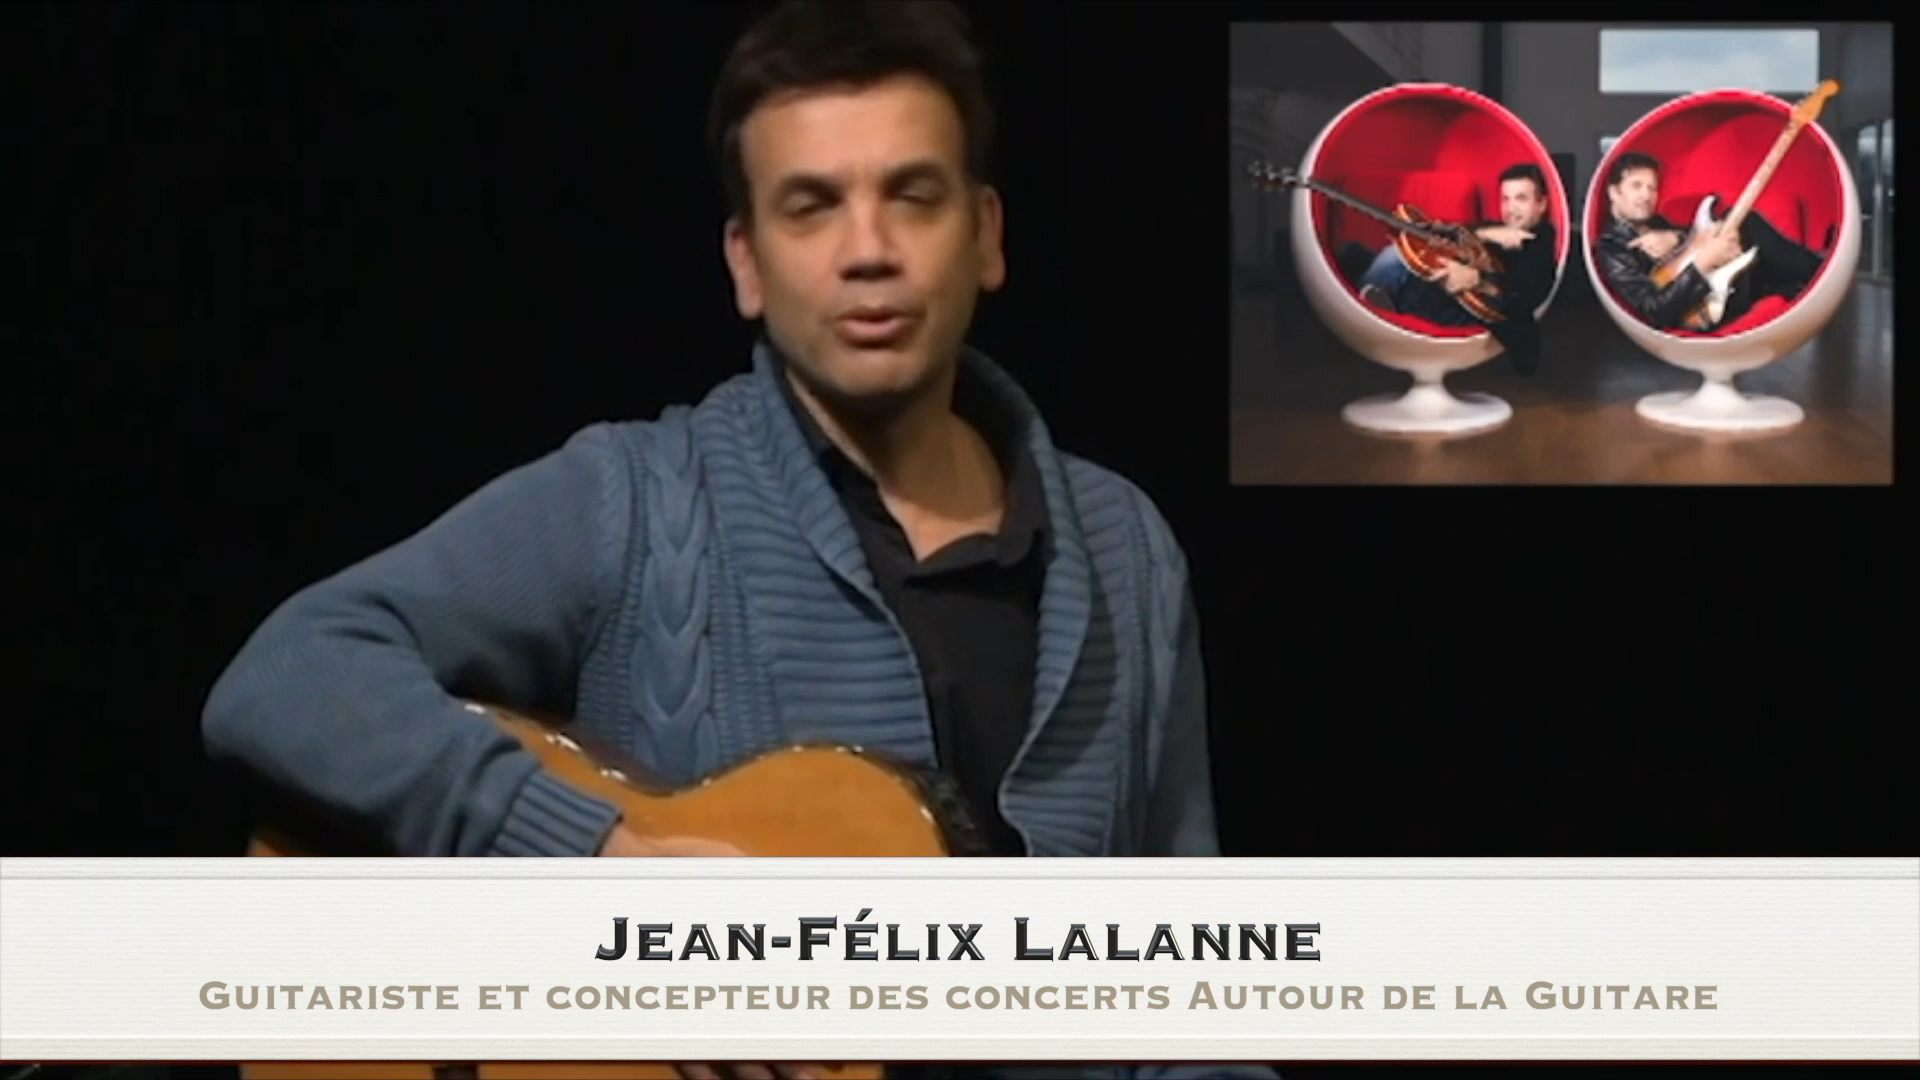 Jean-Félix Lalanne
Guitariste et concepteur des concerts Autour de la Guitare